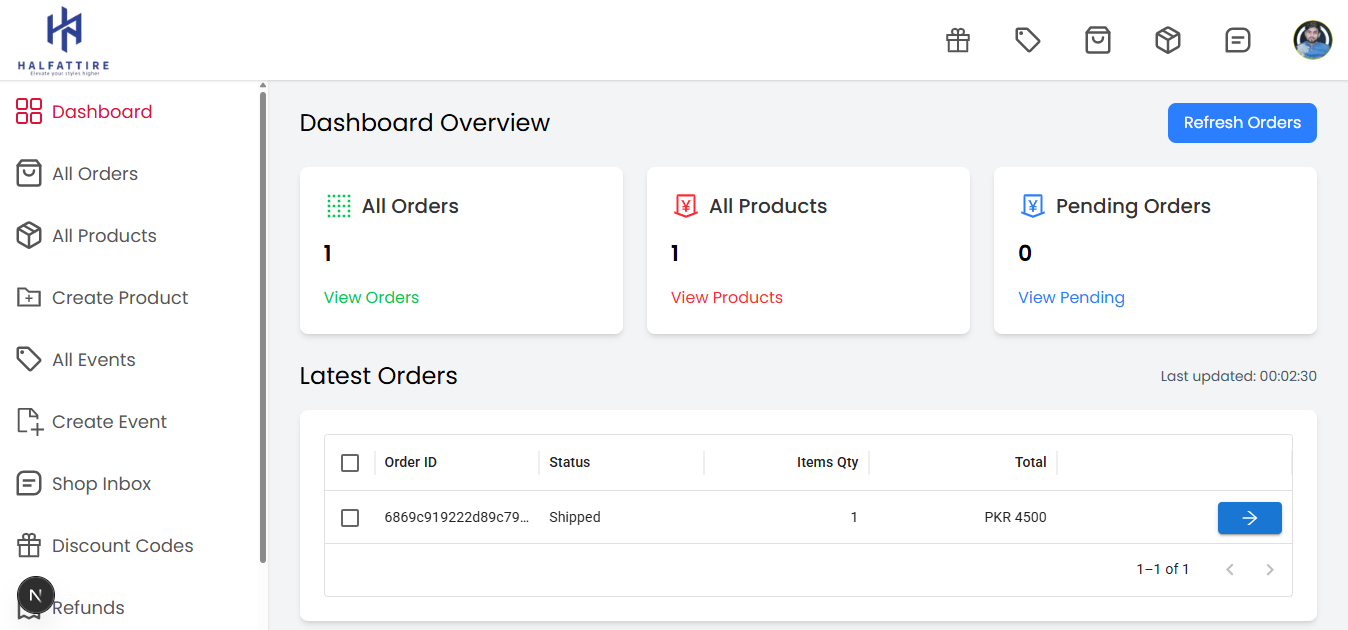 HALFATTIRE
Elevate your styles higher
Dashboard
All Orders
All Products
Create Product
All Events
Create Event
Shop Inbox
Discount Codes
N
Refunds
Dashboard Overview
Refresh Orders
All Orders
1
View Orders
¥
All Products
1
View Products
¥
Pending Orders
0
View Pending
Latest Orders
Last updated: 00:02:30
Order ID Status Items Qty Total
6869c919222d89c79... Shipped 1 PKR 4500
1–1 of 1